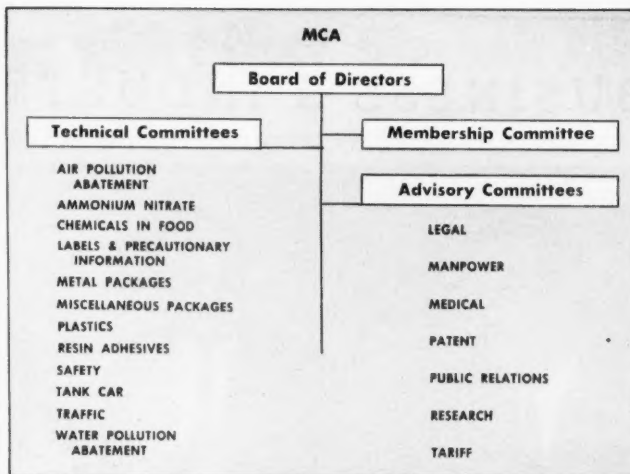 MCA
Board of Directors
Technical Committees
AIR POLLUTION
ABATEMENT
AMMONIUM NITRATE
CHEMICALS IN FOOD
LABELS & PRECAUTIONARY
INFORMATION
METAL PACKAGES
MISCELLANEOUS PACKAGES
PLASTICS
RESIN ADHESIVES
SAFETY
TANK CAR
TRAFFIC
WATER POLLUTION
ABATEMENT
Membership Committee
Advisory Committees
LEGAL
MANPOWER
MEDICAL
PATENT
PUBLIC RELATIONS
RESEARCH
TARIFF